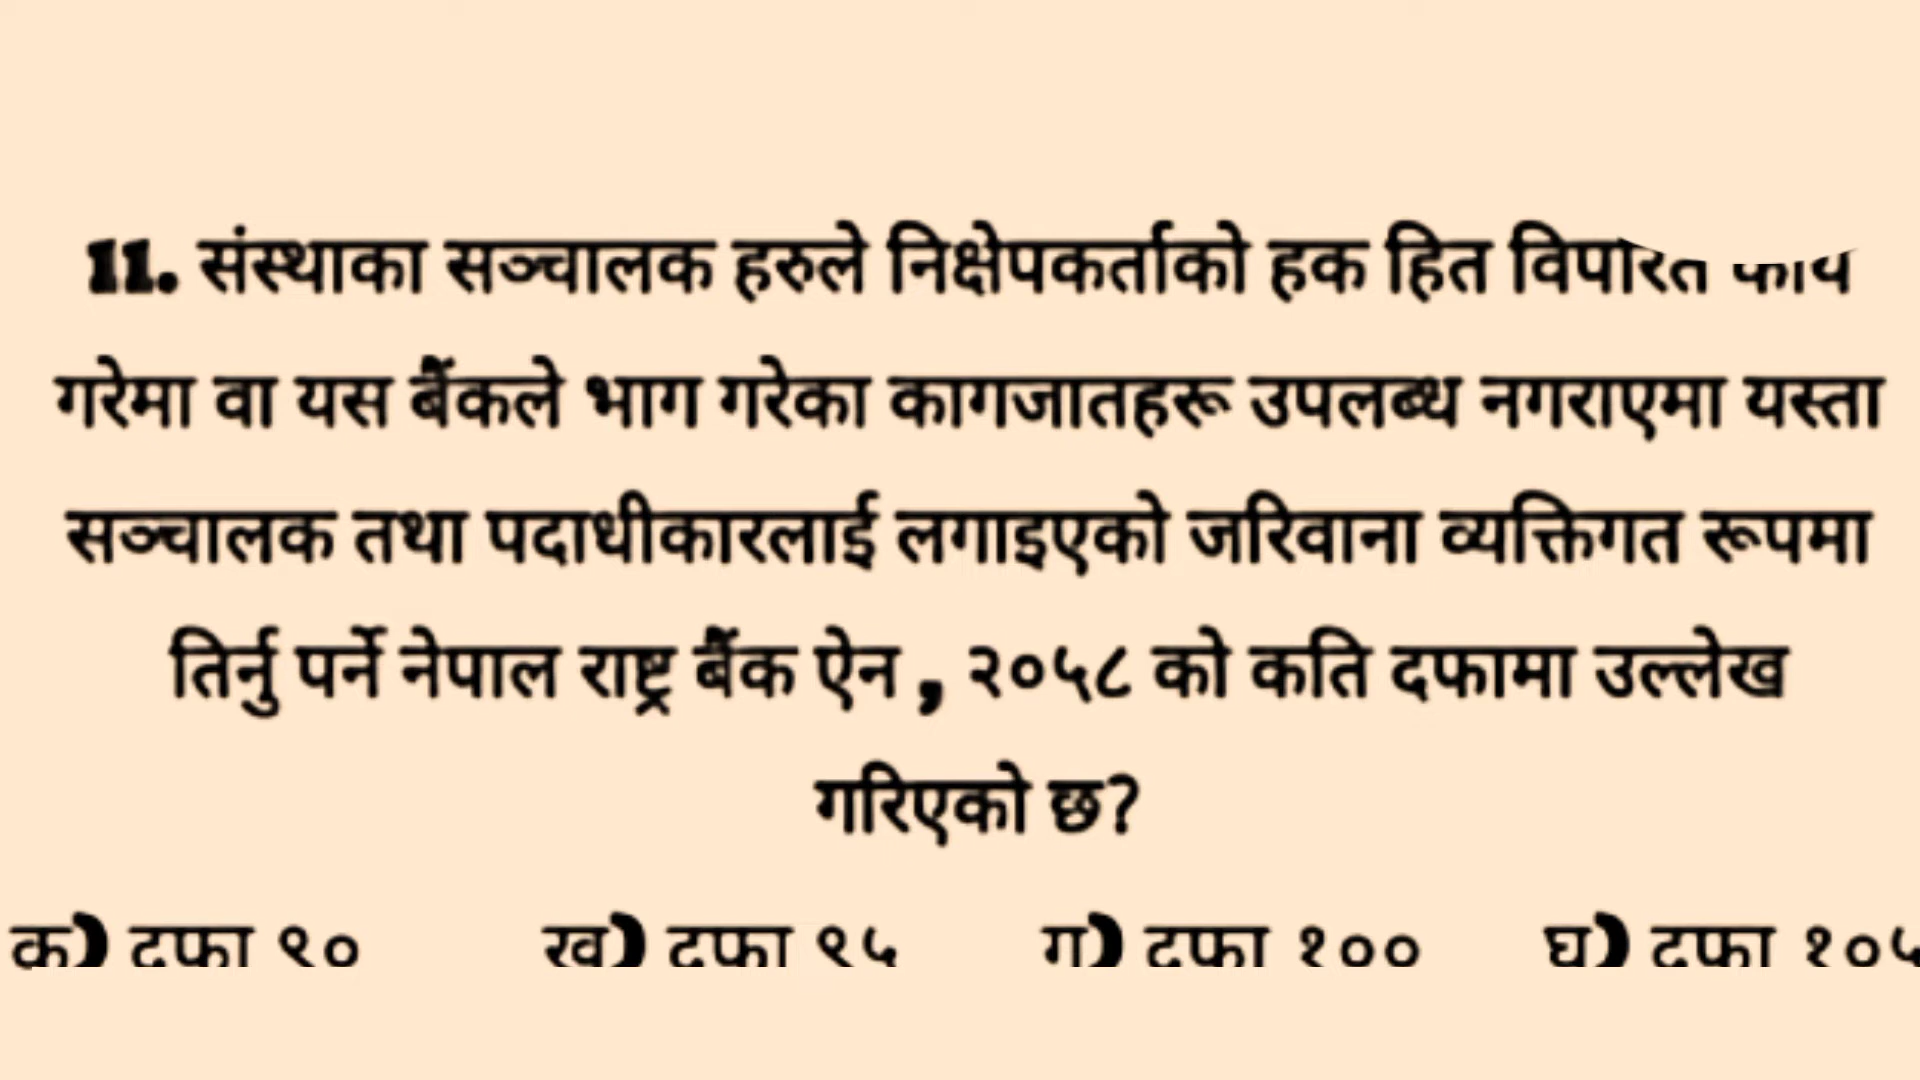 11. संस्थाका सञ्चालक हरुले निक्षेपकर्ताको हक हित विपरित कार्य
गरेमा वा यस बैंकले भाग गरेका कागजातहरू उपलब्ध नगराएमा यस्ता
सञ्चालक तथा पदाधीकारलाई लगाइएको जरिवाना व्यक्तिगत रूपमा
तिर्नु पर्ने नेपाल राष्ट्र बैंक ऐन , २०५८ को कति दफामा उल्लेख
गरिएको छ?
क) दफा ९० ख) दफा ९५ ग) दफा १०० घ) दफा १०५